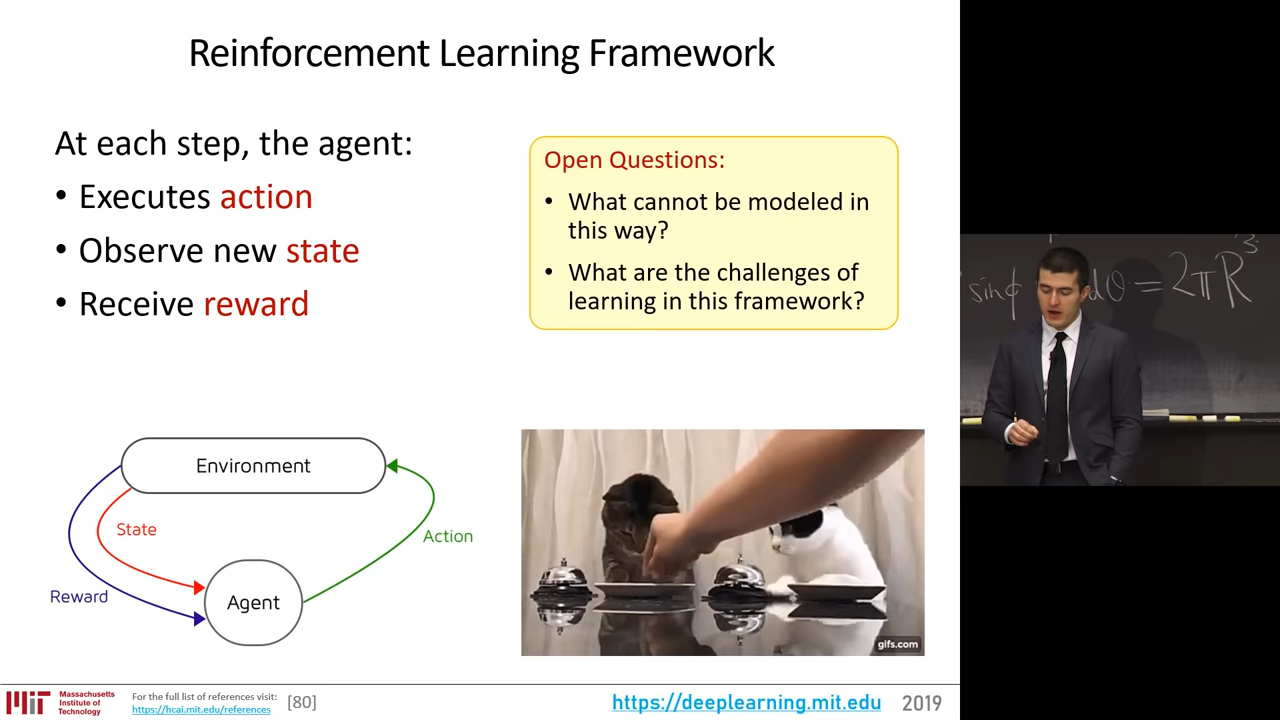 Reinforcement Learning Framework
At each step, the agent:
• Executes action
• Observe new state
• Receive reward
Open Questions:
• What cannot be modeled in
this way?
• What are the challenges of
learning in this framework?
Environment
State
Action
Reward
Agent
gifs.com
sinϕ dθ = 2πR³
Massachusetts
Institute of
Technology
For the full list of references visit:
https://hcai.mit.edu/references
[80]
https://deeplearning.mit.edu
2019